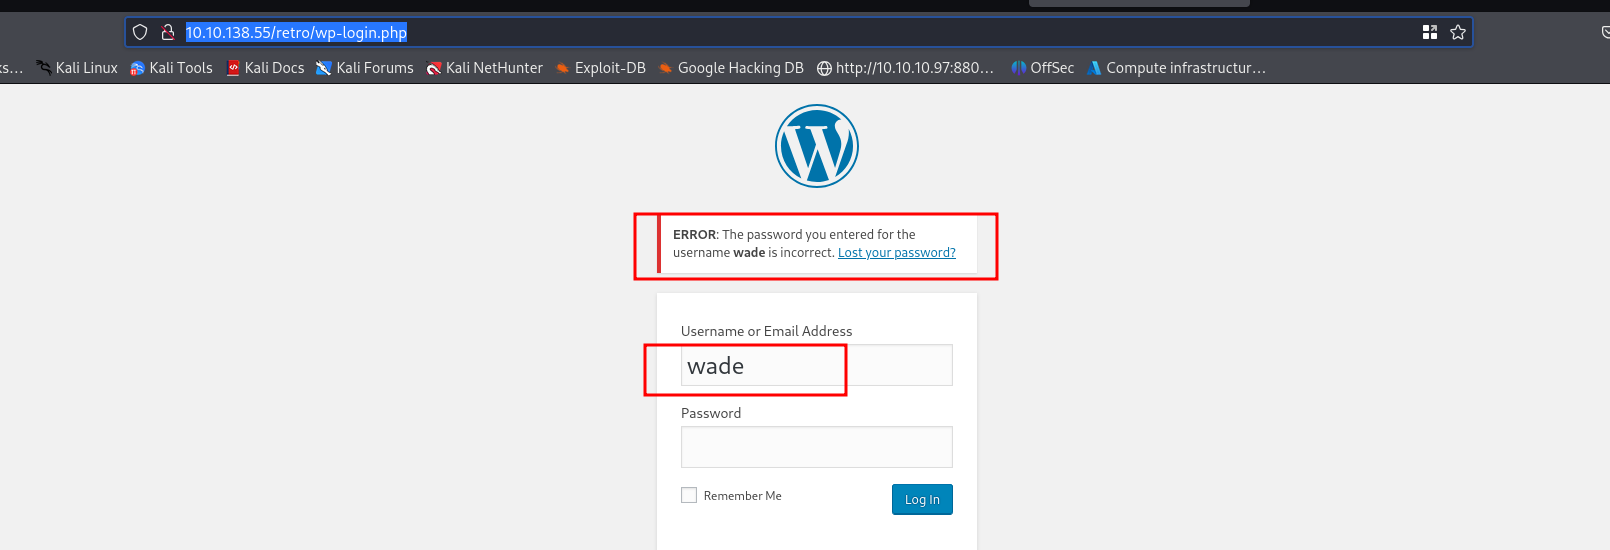 10.10.138.55/retro/wp-login.php
ks… Kali Linux Kali Tools Kali Docs Kali Forums Kali NetHunter Exploit-DB Google Hacking DB http://10.10.10.97:880… OffSec Compute infrastructur…
ERROR: The password you entered for the
username wade is incorrect. Lost your password?
Username or Email Address
wade
Password
Remember Me Log In